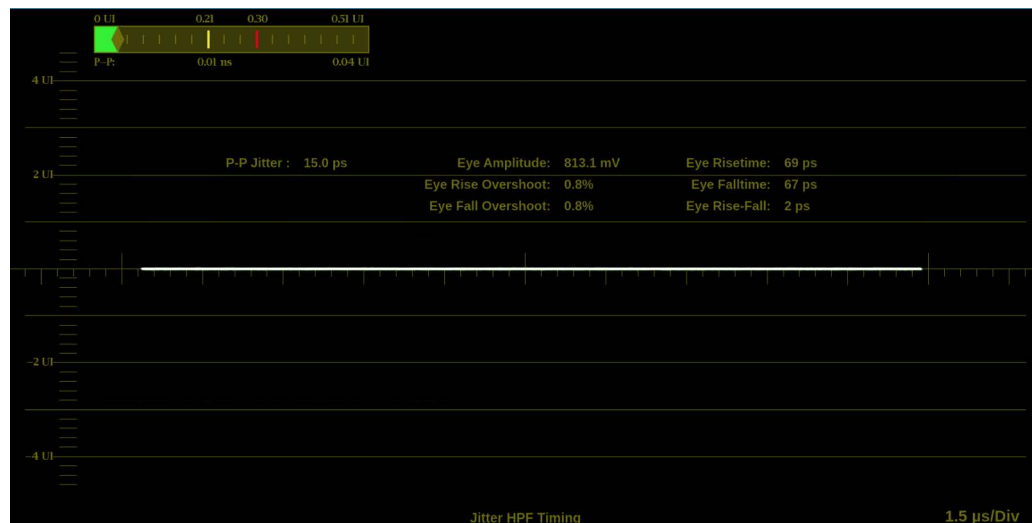 0 UI 0.21 0.30 0.51 UI
P-P: 0.01 ns 0.04 UI
4 UI
P-P Jitter : 15.0 ps Eye Amplitude: 813.1 mV Eye Risetime: 69 ps
2 UI
Eye Rise Overshoot: 0.8% Eye Falltime: 67 ps
Eye Fall Overshoot: 0.8% Eye Rise-Fall: 2 ps
-2 UI
-4 UI
Jitter HPF Timing 1.5 µs/Div